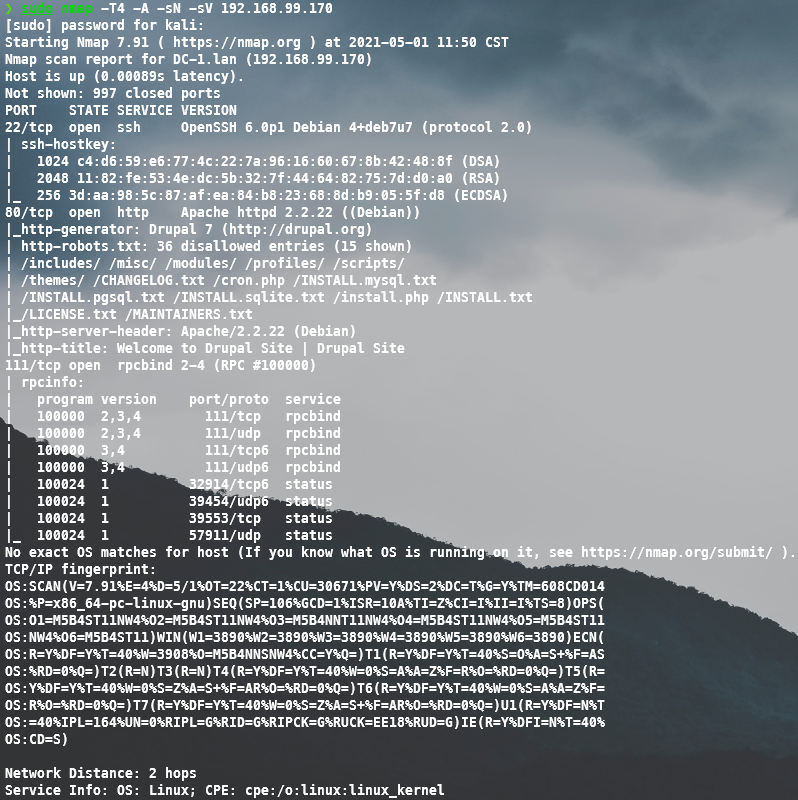 ❯ sudo nmap -T4 -A -sN -sV 192.168.99.170
[sudo] password for kali:
Starting Nmap 7.91 ( https://nmap.org ) at 2021-05-01 11:50 CST
Nmap scan report for DC-1.lan (192.168.99.170)
Host is up (0.00089s latency).
Not shown: 997 closed ports
PORT    STATE SERVICE VERSION
22/tcp  open  ssh     OpenSSH 6.0p1 Debian 4+deb7u7 (protocol 2.0)
| ssh-hostkey:
|   1024 c4:d6:59:e6:77:4c:22:7a:96:16:60:67:8b:42:48:8f (DSA)
|   2048 11:82:fe:53:4e:dc:5b:32:7f:44:64:82:75:7d:d0:a0 (RSA)
|_  256 3d:aa:98:5c:87:af:ea:84:b8:23:68:8d:b9:05:5f:d8 (ECDSA)
80/tcp  open  http    Apache httpd 2.2.22 ((Debian))
|_http-generator: Drupal 7 (http://drupal.org)
| http-robots.txt: 36 disallowed entries (15 shown)
| /includes/ /misc/ /modules/ /profiles/ /scripts/
| /themes/ /CHANGELOG.txt /cron.php /INSTALL.mysql.txt
| /INSTALL.pgsql.txt /INSTALL.sqlite.txt /install.php /INSTALL.txt
|_/LICENSE.txt /MAINTAINERS.txt
|_http-server-header: Apache/2.2.22 (Debian)
|_http-title: Welcome to Drupal Site | Drupal Site
111/tcp open  rpcbind 2-4 (RPC #100000)
| rpcinfo:
|   program version    port/proto  service
|   100000  2,3,4        111/tcp   rpcbind
|   100000  2,3,4        111/udp   rpcbind
|   100000  3,4          111/tcp6  rpcbind
|   100000  3,4          111/udp6  rpcbind
|   100024  1          32914/tcp6  status
|   100024  1          39454/udp6  status
|   100024  1          39553/tcp   status
|_  100024  1          57911/udp   status
No exact OS matches for host (If you know what OS is running on it, see https://nmap.org/submit/ ).
TCP/IP fingerprint:
OS:SCAN(V=7.91%E=4%D=5/1%OT=22%CT=1%CU=30671%PV=Y%DS=2%DC=T%G=Y%TM=608CD014
OS:%P=x86_64-pc-linux-gnu)SEQ(SP=106%GCD=1%ISR=10A%TI=Z%CI=I%II=I%TS=8)OPS(
OS:O1=M5B4ST11NW4%O2=M5B4ST11NW4%O3=M5B4NNT11NW4%O4=M5B4ST11NW4%O5=M5B4ST11
OS:NW4%O6=M5B4ST11)WIN(W1=3890%W2=3890%W3=3890%W4=3890%W5=3890%W6=3890)ECN(
OS:R=Y%DF=Y%T=40%W=3908%O=M5B4NNSNW4%CC=Y%Q=)T1(R=Y%DF=Y%T=40%S=O%A=S+%F=AS
OS:%RD=0%Q=)T2(R=N)T3(R=N)T4(R=Y%DF=Y%T=40%W=0%S=A%A=Z%F=R%O=%RD=0%Q=)T5(R=
OS:Y%DF=Y%T=40%W=0%S=Z%A=S+%F=AR%O=%RD=0%Q=)T6(R=Y%DF=Y%T=40%W=0%S=A%A=Z%F=
OS:R%O=%RD=0%Q=)T7(R=Y%DF=Y%T=40%W=0%S=Z%A=S+%F=AR%O=%RD=0%Q=)U1(R=Y%DF=N%T
OS:=40%IPL=164%UN=0%RIPL=G%RID=G%RIPCK=G%RUCK=EE18%RUD=G)IE(R=Y%DFI=N%T=40%
OS:CD=S)
Network Distance: 2 hops
Service Info: OS: Linux; CPE: cpe:/o:linux:linux_kernel